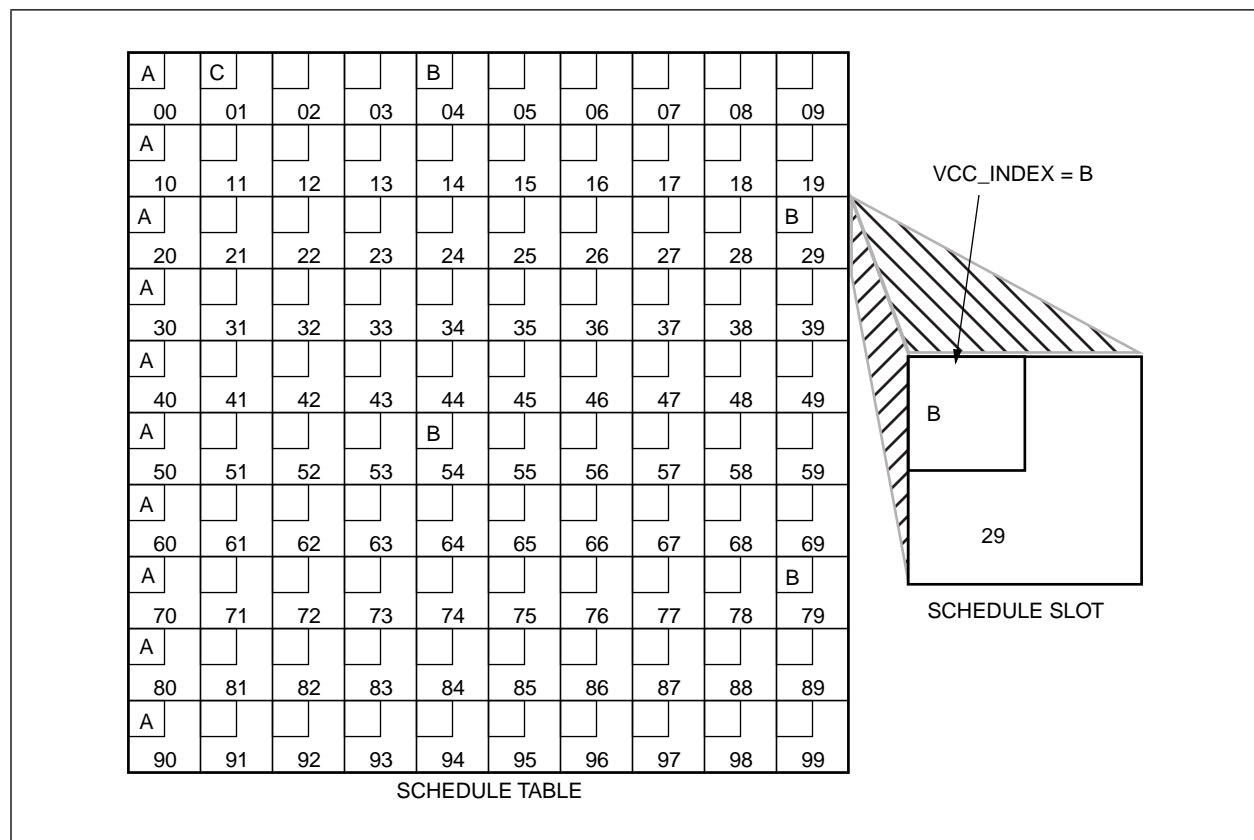 A C B
00 01 02 03 04 05 06 07 08 09
A
10 11 12 13 14 15 16 17 18 19
A B
20 21 22 23 24 25 26 27 28 29
A
30 31 32 33 34 35 36 37 38 39
A
40 41 42 43 44 45 46 47 48 49
A B
50 51 52 53 54 55 56 57 58 59
A
60 61 62 63 64 65 66 67 68 69
A B
70 71 72 73 74 75 76 77 78 79
A
80 81 82 83 84 85 86 87 88 89
A
90 91 92 93 94 95 96 97 98 99
SCHEDULE TABLE
VCC_INDEX = B
B
29
SCHEDULE SLOT